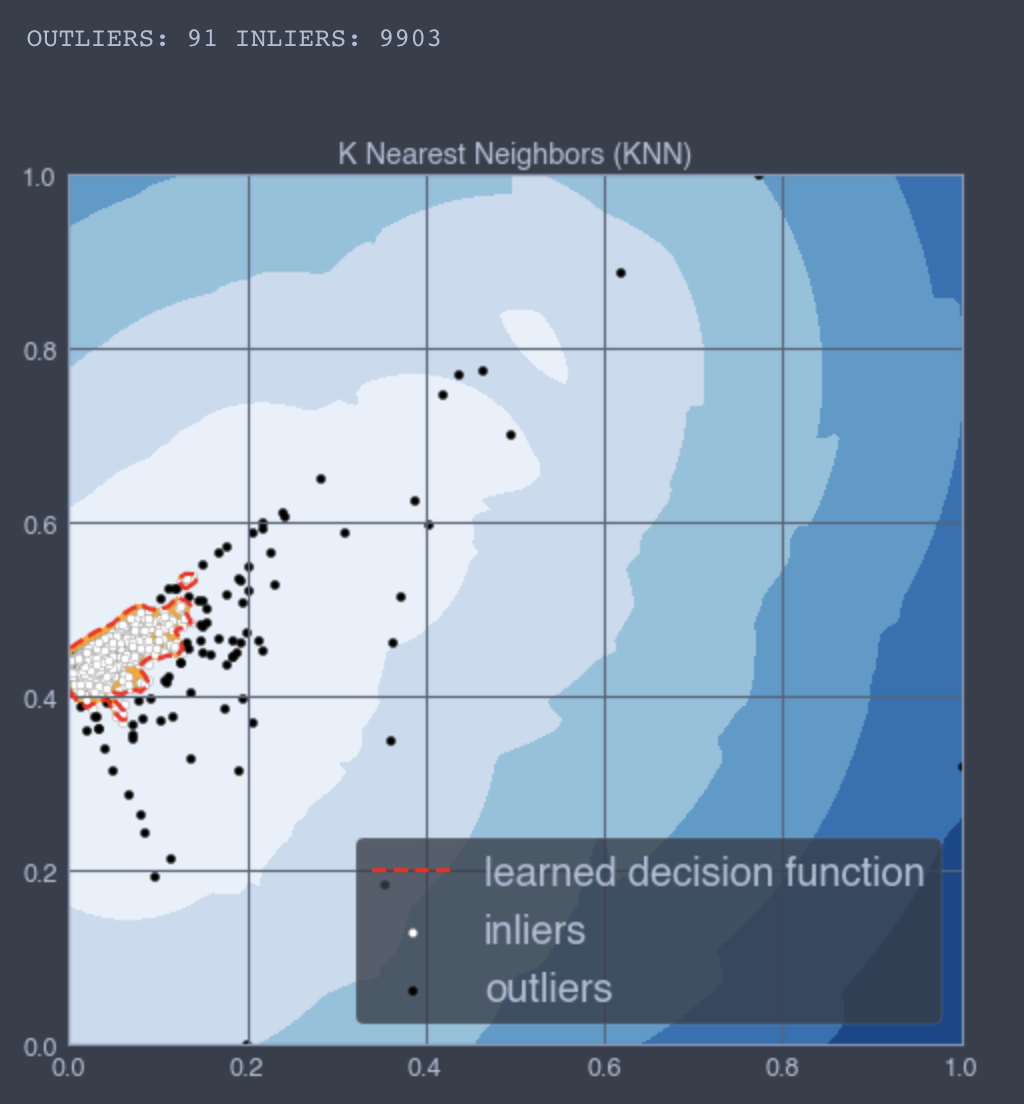 OUTLIERS: 91 INLIERS: 9903
K Nearest Neighbors (KNN)
1.0
0.8
0.6
0.4
0.2
0.0
learned decision function
inliers
outliers
0.0 0.2 0.4 0.6 0.8 1.0